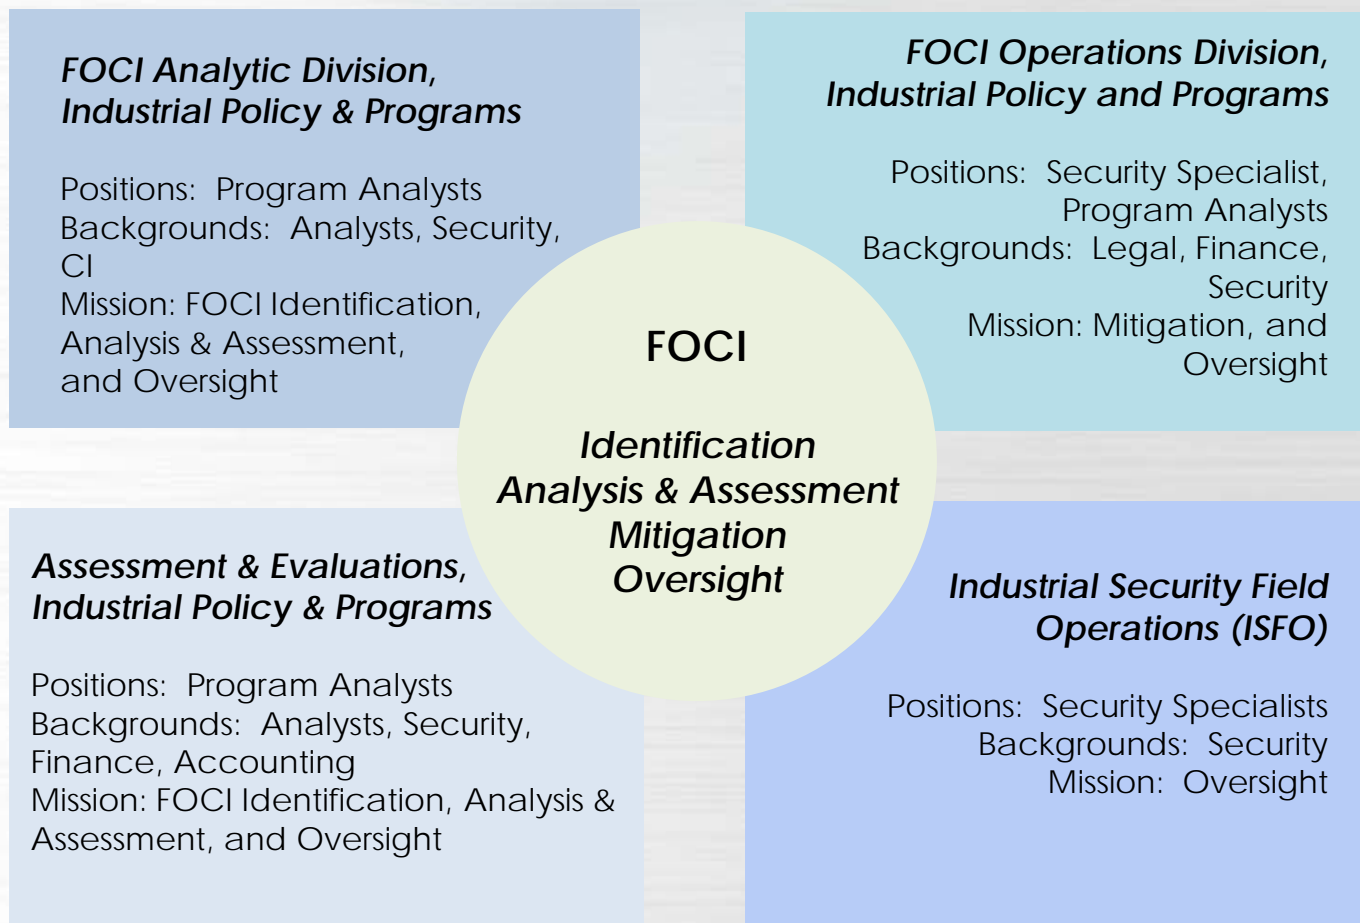 FOCI Analytic Division,
Industrial Policy & Programs
Positions:  Program Analysts
Backgrounds:  Analysts, Security,
CI
Mission: FOCI Identification,
Analysis & Assessment,
and Oversight
FOCI Operations Division,
Industrial Policy and Programs
Positions:  Security Specialist,
Program Analysts
Backgrounds:  Legal, Finance,
Security
Mission: Mitigation, and
Oversight
FOCI
Identification
Analysis & Assessment
Mitigation
Oversight
Assessment & Evaluations,
Industrial Policy & Programs
Positions:  Program Analysts
Backgrounds:  Analysts, Security,
Finance, Accounting
Mission: FOCI Identification, Analysis &
Assessment, and Oversight
Industrial Security Field
Operations (ISFO)
Positions:  Security Specialists
Backgrounds:  Security
Mission:  Oversight